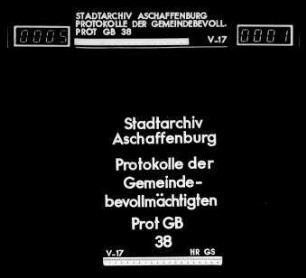 STADTARCHIV ASCHAFFENBURG
PROTOKOLLE DER GEMEINDEBEVOLL-
PROT GB 38
V-17
0005
0001
Stadtarchiv
Aschaffenburg
Protokolle der
Gemeinde-
bevollmächtigten
Prot GB
38
V-17 HR GS